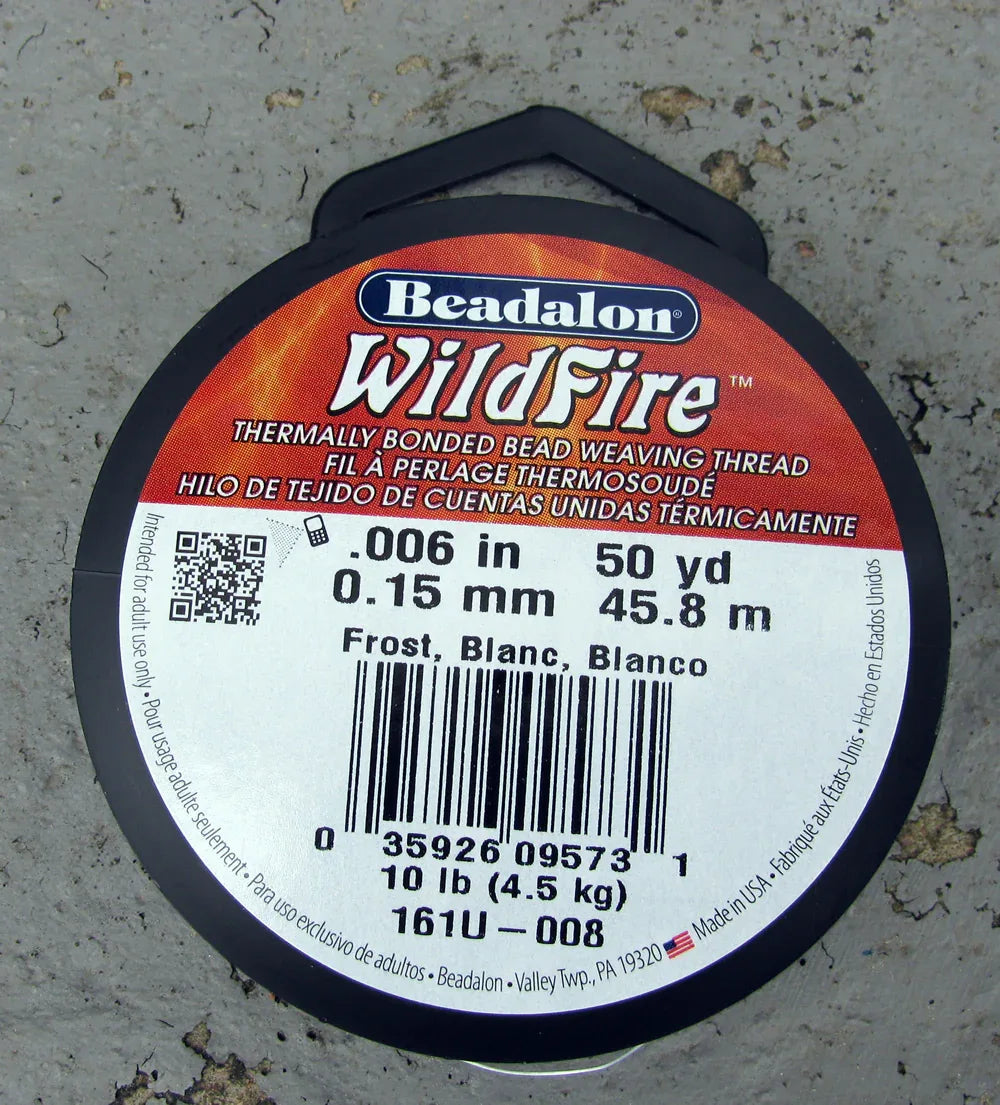 Beadalon®
WildFire™
THERMALLY BONDED BEAD WEAVING THREAD
FIL À PERLAGE THERMOSOUDÉ
HILO DE TEJIDO DE CUENTAS UNIDAS TÉRMICAMENTE
.006 in 50 yd
0.15 mm 45.8 m
Frost, Blanc, Blanco
0 35926 09573 1
10 lb (4.5 kg)
161U-008
Intended for adult use only • Pour usage adulte seulement • Para uso exclusivo de adultos • Beadalon • Valley Twp., PA 19320 Made in USA • Fabriqué aux États-Unis • Hecho en Estados Unidos